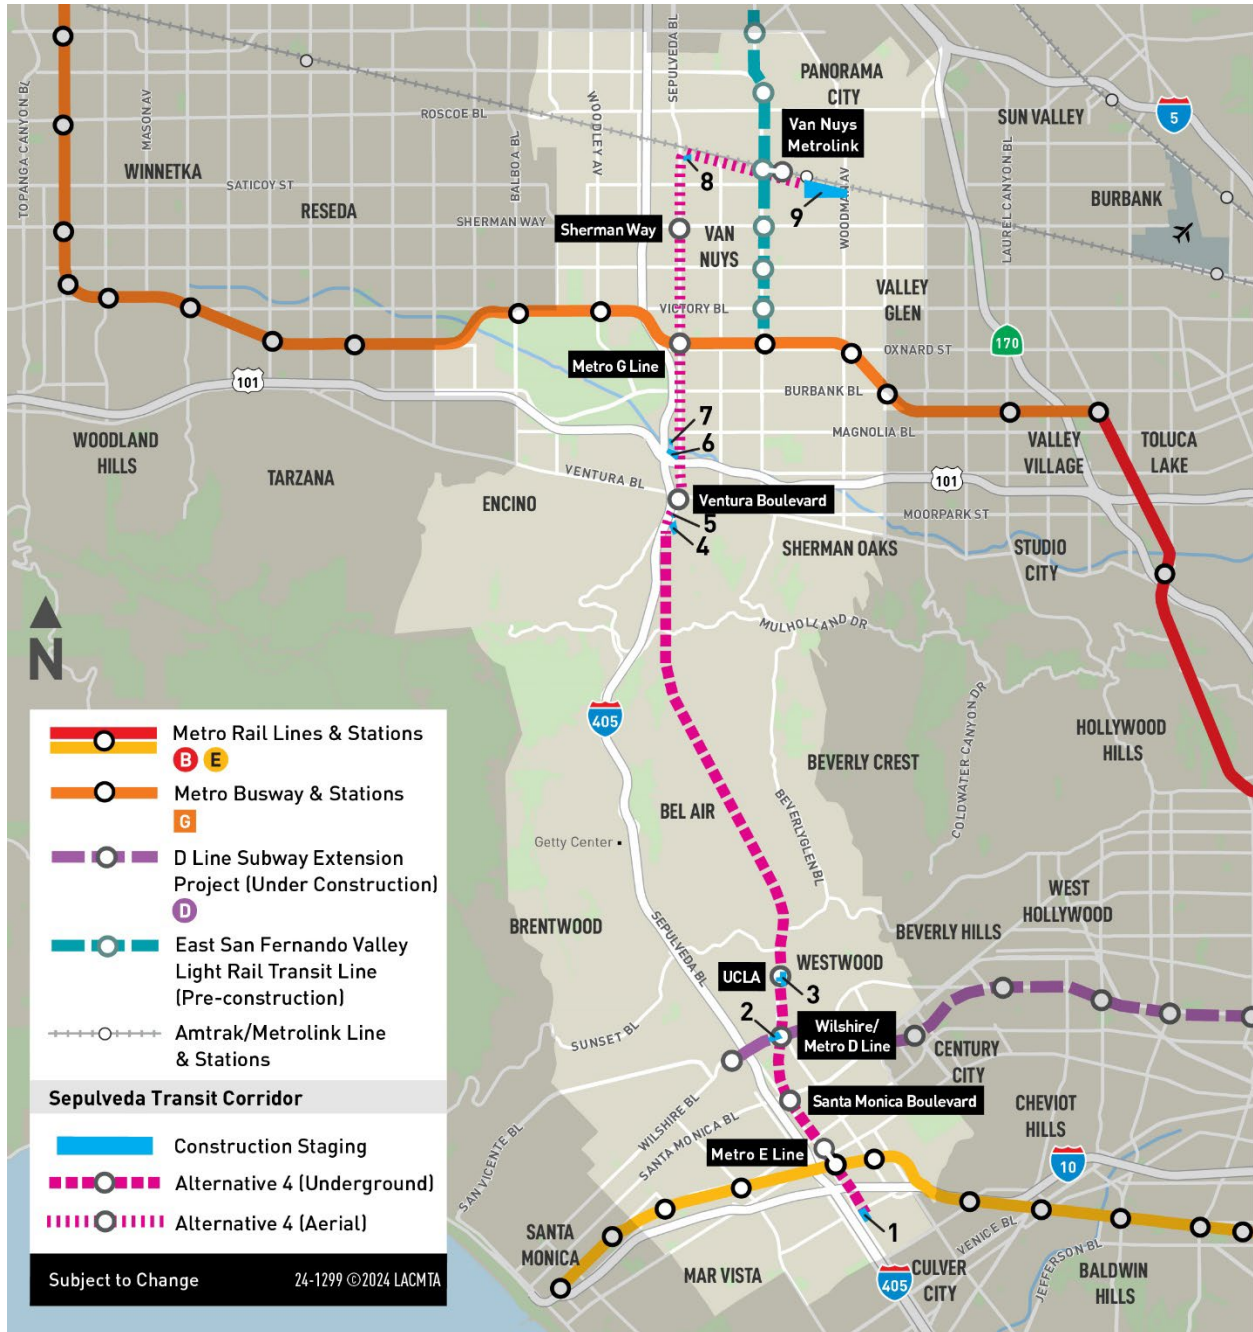 SEPULVEDA BL
PANORAMA
CITY
TOPANGA CANYON BL
MASON AV
ROSCOE BL
BALBOA BL
WOODLEY AV
Van Nuys
Metrolink
SUN VALLEY
5
LAUREL CANYON BL
WINNETKA
SATICOY ST
RESEDA
SHERMAN WAY
8
9
WOODMAN AV
BURBANK
Sherman Way
VAN
NUYS
VALLEY
GLEN
VICTORY BL
170
OXNARD ST
Metro G Line
101
BURBANK BL
7
MAGNOLIA BL
6
WOODLAND
HILLS
TARZANA
VENTURA BL
VALLEY
VILLAGE
TOLUCA
LAKE
101
ENCINO
Ventura Boulevard
MOORPARK ST
5
4
SHERMAN OAKS
STUDIO
CITY
N
MULHOLLAND DR
405
COLDWATER CANYON DR
HOLLYWOOD
HILLS
BEVERLY CREST
BEVERLYGLEN BL
BEL AIR
Getty Center
WEST
HOLLYWOOD
BRENTWOOD
SEPULVEDA BL
BEVERLY HILLS
UCLA
WESTWOOD
3
2
Wilshire/
Metro D Line
SUNSET BL
CENTURY
CITY
Santa Monica Boulevard
WILSHIRE BL
SANTA MONICA BL
CHEVIOT
HILLS
Metro E Line
10
SAN VICENTE BL
1
SANTA
MONICA
VENICE BL
JEFFERSON BL
MAR VISTA
405
CULVER
CITY
BALDWIN
HILLS
Metro Rail Lines & Stations
B E
Metro Busway & Stations
G
D Line Subway Extension
Project (Under Construction)
D
East San Fernando Valley
Light Rail Transit Line
(Pre-construction)
Amtrak/Metrolink Line
& Stations
Sepulveda Transit Corridor
Construction Staging
Alternative 4 (Underground)
Alternative 4 (Aerial)
Subject to Change 24-1299 ©2024 LACMTA